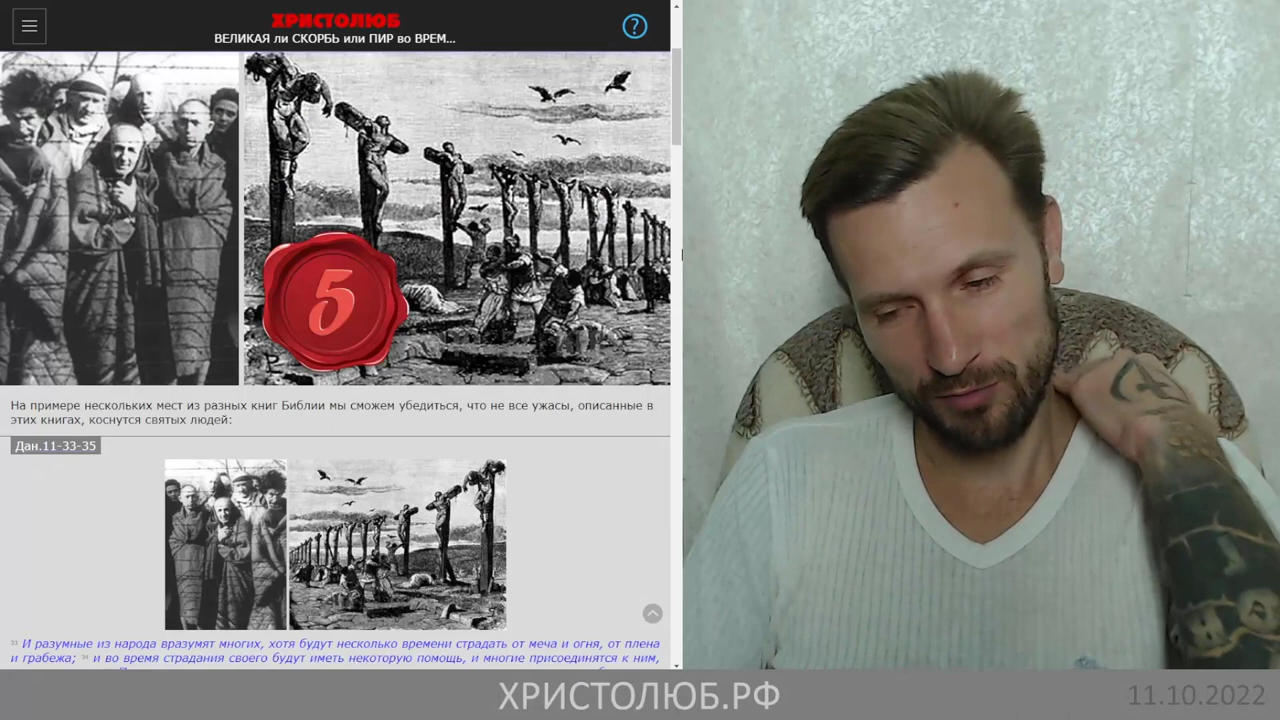 ХРИСТОЛЮБ
ВЕЛИКАЯ ли СКОРБЬ или ПИР во ВРЕМ...
?
5
На примере нескольких мест из разных книг Библии мы сможем убедиться, что не все ужасы, описанные в
этих книгах, коснутся святых людей:
Дан.11-33-35
33 И разумные из народа вразумят многих, хотя будут несколько времени страдать от меча и огня, от плена
и грабежа; 34 и во время страдания своего будут иметь некоторую помощь, и многие присоединятся к ним,
ХРИСТОЛЮБ.РФ
11.10.2022